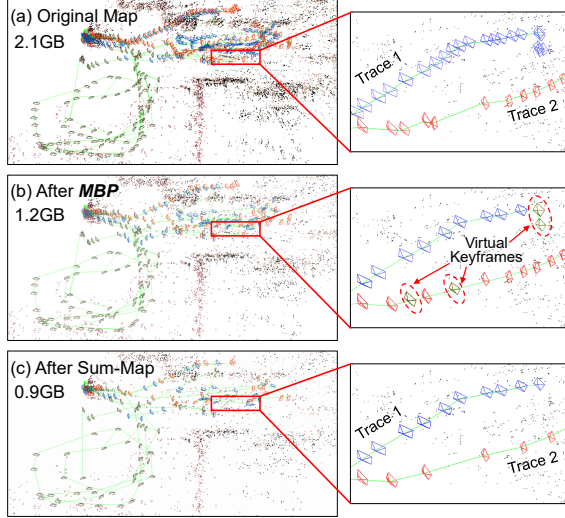 (a) Original Map
2.1GB
Trace 1
Trace 2
(b) After MBP
1.2GB
Virtual
Keyframes
(c) After Sum-Map
0.9GB
Trace 1
Trace 2